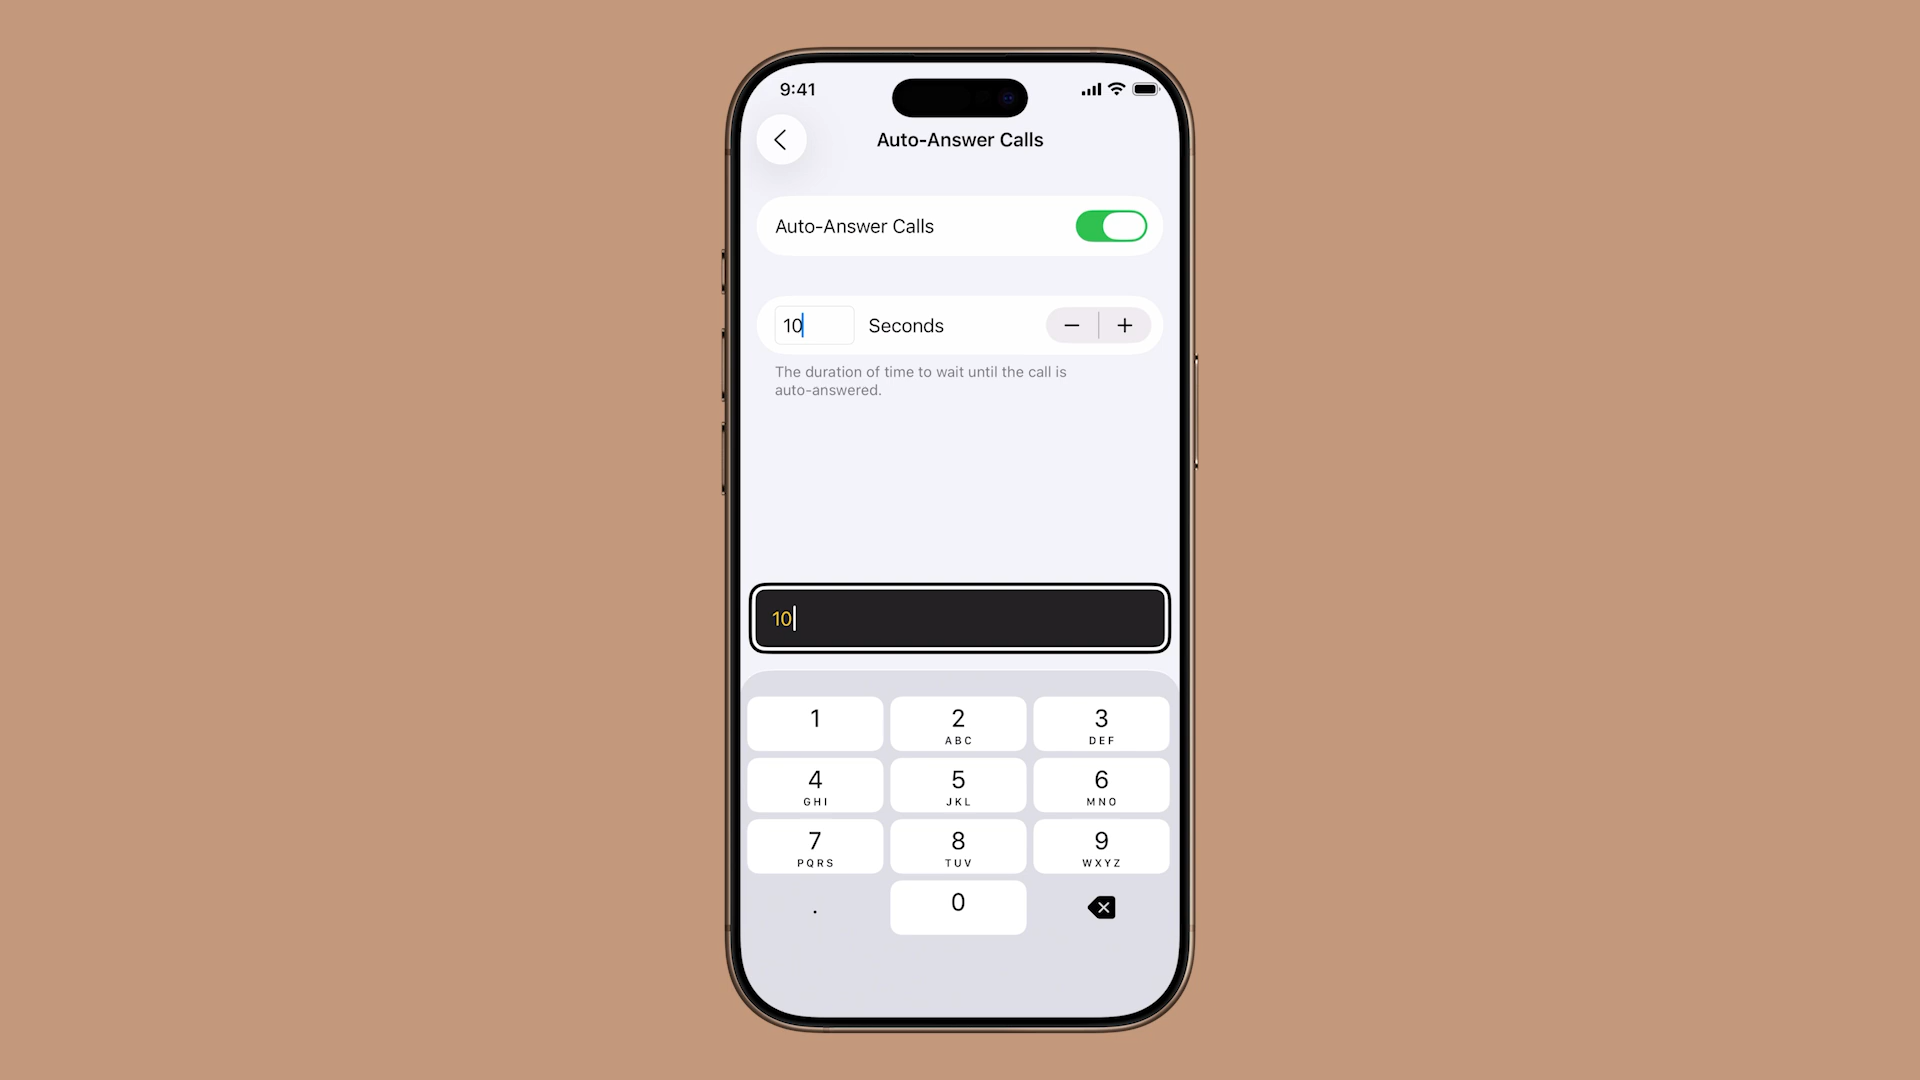 9:41
Auto-Answer Calls
Auto-Answer Calls
10 Seconds − +
The duration of time to wait until the call is
auto-answered.
10
1 2 3
ABC DEF
4 5 6
GHI JKL MNO
7 8 9
PQRS TUV WXYZ
. 0